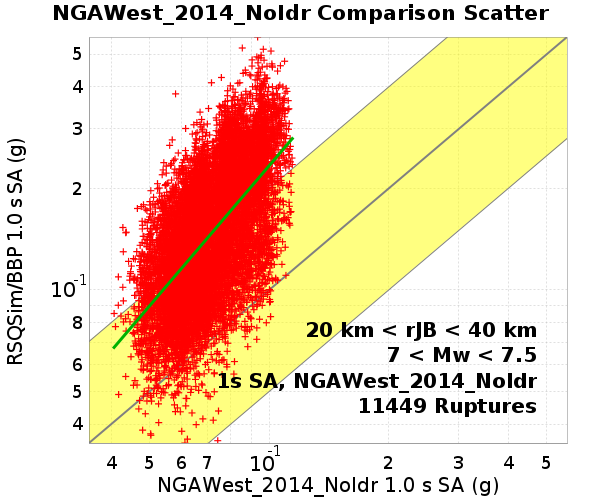 NGAWest_2014_NoIdr Comparison Scatter
RSQSim/BBP 1.0 s SA (g)
5
4
3
2
10-1
8
6
5
4
20 km < rJB < 40 km
7 < Mw < 7.5
1s SA, NGAWest_2014_NoIdr
11449 Ruptures
4 5 6 7 10-1 2 3 4 5
NGAWest_2014_NoIdr 1.0 s SA (g)